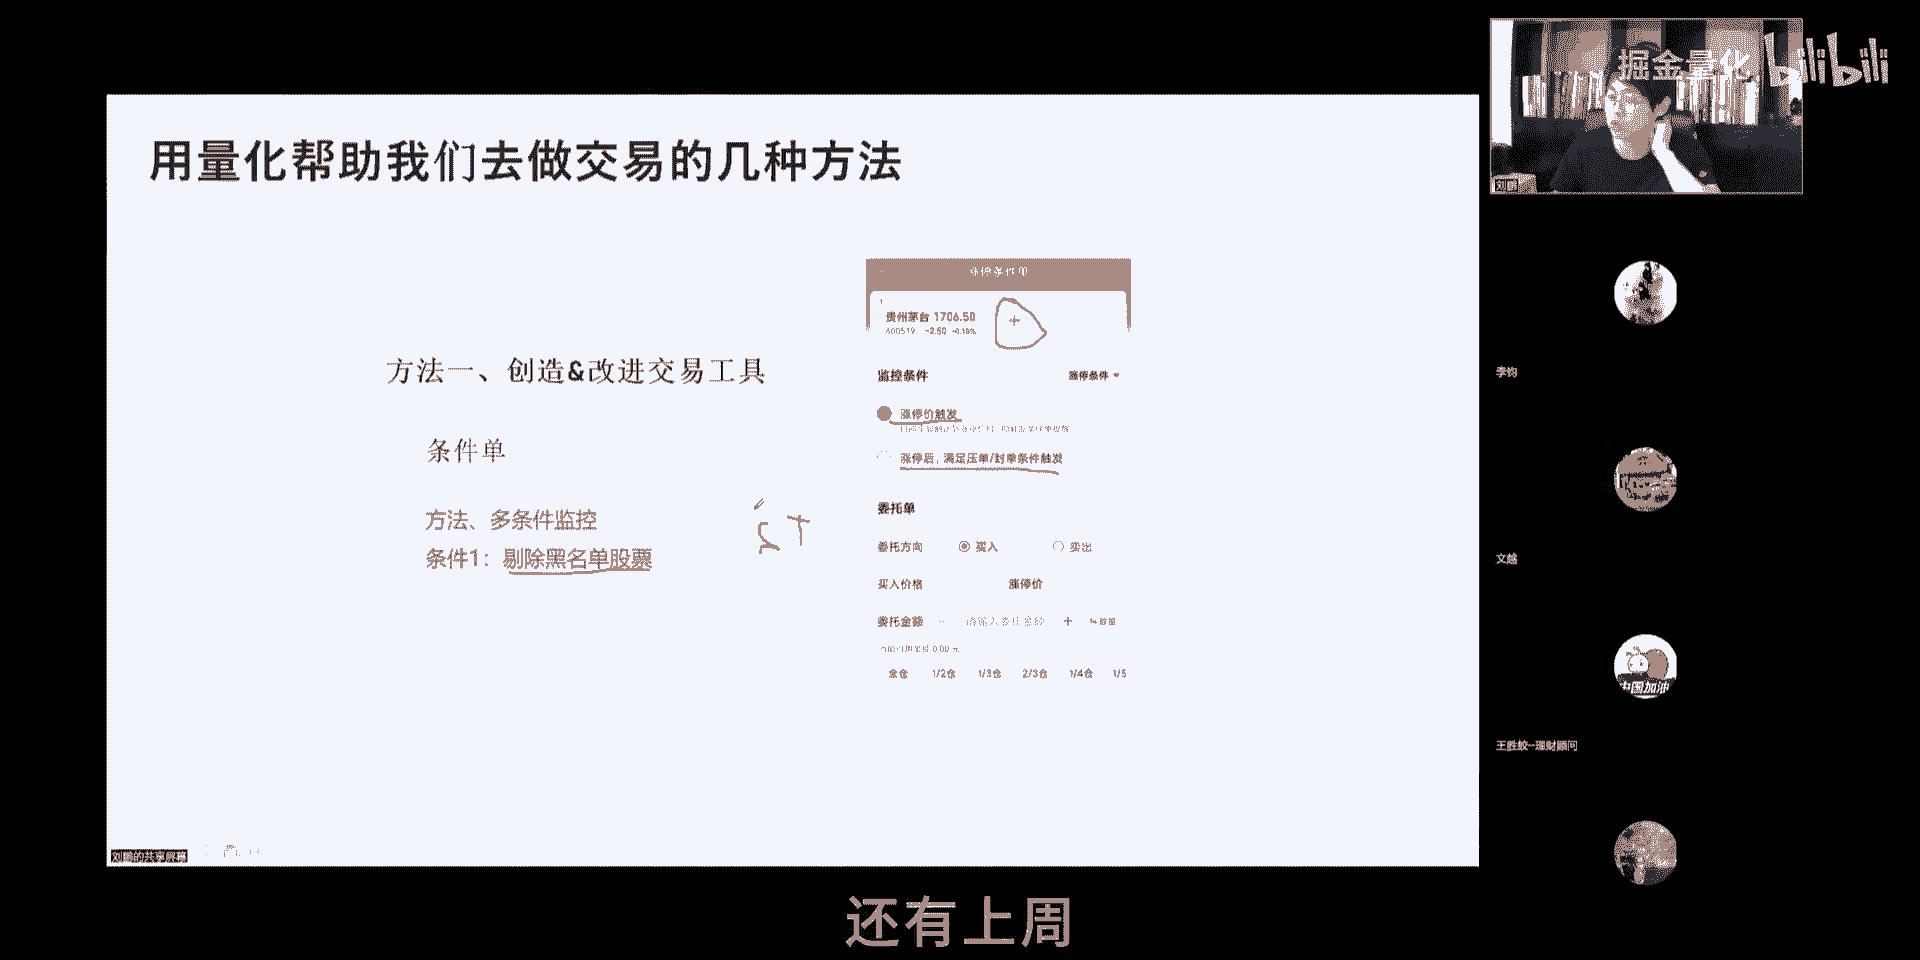 掘金量化 bilibili
刘鹏
用量化帮助我们去做交易的几种方法
方法一、创造&改进交易工具
条件单
方法、多条件监控
条件1：剔除黑名单股票
ST
涨停条件单
贵州茅台 1706.50
600519 -2.50 -0.15%
监控条件 涨停条件
涨停价触发
涨停后，满足压单/封单条件触发
委托单
委托方向 买入 卖出
买入价格 涨停价
委托金额 - 请输入委托金额 +
全仓 1/2仓 1/3仓 2/3仓 1/4仓 1/5
李钧
文越
中国加油
理财顾问
刘鹏的共享屏幕
还有上周